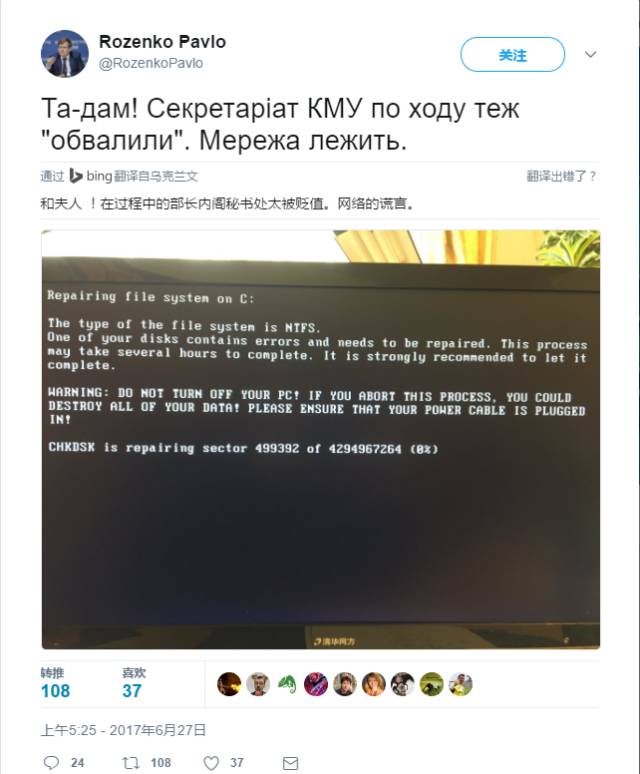 Rozenko Pavlo
@RozenkoPavlo
关注
Та-дам! Секретаріат КМУ по ходу теж
"обвалили". Мережа лежить.
通过 bing翻译自乌克兰文
翻译出错了？
和夫人 ！在过程中的部长内阁秘书处太被贬值。网络的谎言。
Repairing file system on C:
The type of the file system is NTFS.
One of your disks contains errors and needs to be repaired. This process
may take several hours to complete. It is strongly recommended to let it
complete.
WARNING: DO NOT TURN OFF YOUR PC! IF YOU ABORT THIS PROCESS, YOU COULD
DESTROY ALL OF YOUR DATA! PLEASE ENSURE THAT YOUR POWER CABLE IS PLUGGED
IN!
CHKDSK is repairing sector 499392 of 4294967264 (0%)
清华同方
转推 喜欢
108 37
上午5:25 - 2017年6月27日
24 108 37